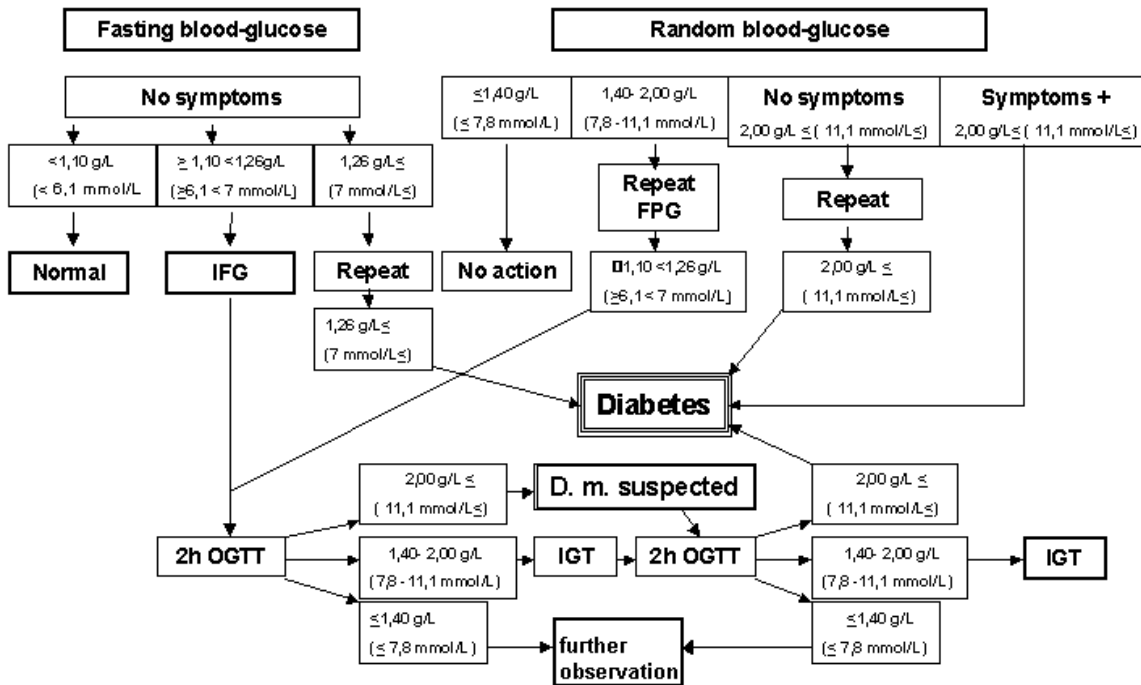 Fasting blood-glucose
Random blood-glucose
No symptoms
≤1,40 g/L
(≤ 7,8 mmol/L)
1,40- 2,00 g/L
(7,8 -11,1 mmol/L)
No symptoms
2,00 g/L ≤ ( 11,1 mmol/L≤)
Symptoms +
2,00 g/L≤ ( 11,1 mmol/L≤)
<1,10 g/L
(< 6,1 mmol/L
≥ 1,10 <1,26g/L
(≥6,1 < 7 mmol/L]
1,26 g/L≤
(7 mmol/L≤)
Repeat
FPG
Repeat
Normal
IFG
Repeat
No action
1,10 <1,26 g/L
(≥6,1 < 7 mmol/L]
2,00 g/L ≤
( 11,1 mmol/L≤)
1,26 g/L≤
(7 mmol/L≤)
Diabetes
2,00 g/L ≤
( 11,1 mmol/L≤)
D. m. suspected
2,00 g/L ≤
( 11,1 mmol/L≤)
2h OGTT
1,40- 2,00 g/L
(7,8 -11,1 mmol/L)
IGT
2h OGTT
1,40- 2,00 g/L
(7,8 -11,1 mmol/L)
IGT
≤1,40 g/L
(≤ 7,8 mmol/L)
further
observation
≤1,40 g/L
(≤ 7,8 mmol/L)